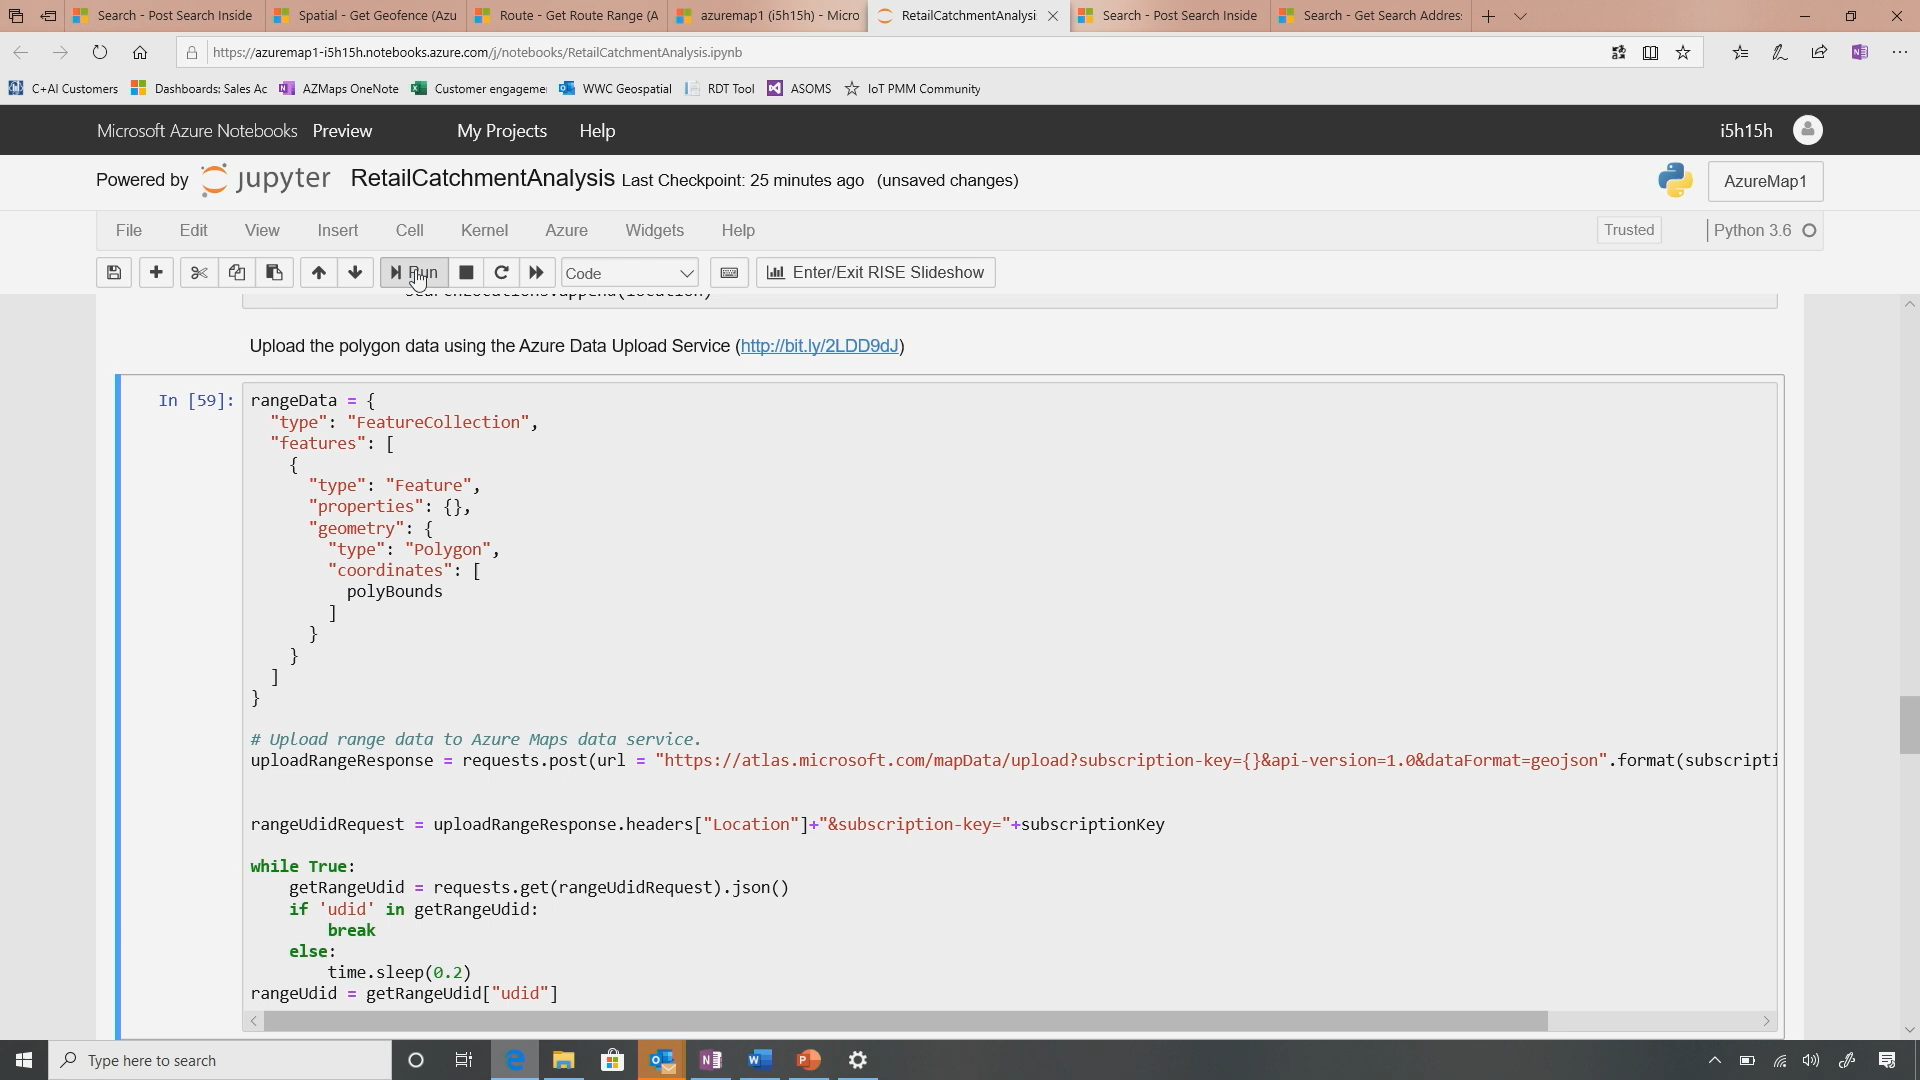 Search - Post Search Inside
Spatial - Get Geofence (Azu
Route - Get Route Range (A
azuremap1 (i5h15h) - Micro
RetailCatchmentAnalysi
Search - Post Search Inside
Search - Get Search Address
https://azuremap1-i5h15h.notebooks.azure.com/j/notebooks/RetailCatchmentAnalysis.ipynb
C+AI Customers
Dashboards: Sales Ac
AZMaps OneNote
Customer engageme
WWC Geospatial
RDT Tool
ASOMS
IoT PMM Community
Microsoft Azure Notebooks Preview
My Projects
Help
i5h15h
Powered by jupyter RetailCatchmentAnalysis Last Checkpoint: 25 minutes ago (unsaved changes)
AzureMap1
File Edit View Insert Cell Kernel Azure Widgets Help
Trusted
Python 3.6
Run
Code
Enter/Exit RISE Slideshow
searchLocations.append(location)
Upload the polygon data using the Azure Data Upload Service (http://bit.ly/2LDD9dJ)
In [59]: rangeData = {
"type": "FeatureCollection",
"features": [
{
"type": "Feature",
"properties": {},
"geometry": {
"type": "Polygon",
"coordinates": [
polyBounds
]
}
}
]
}
# Upload range data to Azure Maps data service.
uploadRangeResponse = requests.post(url = "https://atlas.microsoft.com/mapData/upload?subscription-key={}&api-version=1.0&dataFormat=geojson".format(subscripti
rangeUdidRequest = uploadRangeResponse.headers["Location"]+"&subscription-key="+subscriptionKey
while True:
getRangeUdid = requests.get(rangeUdidRequest).json()
if 'udid' in getRangeUdid:
break
else:
time.sleep(0.2)
rangeUdid = getRangeUdid["udid"]
Type here to search